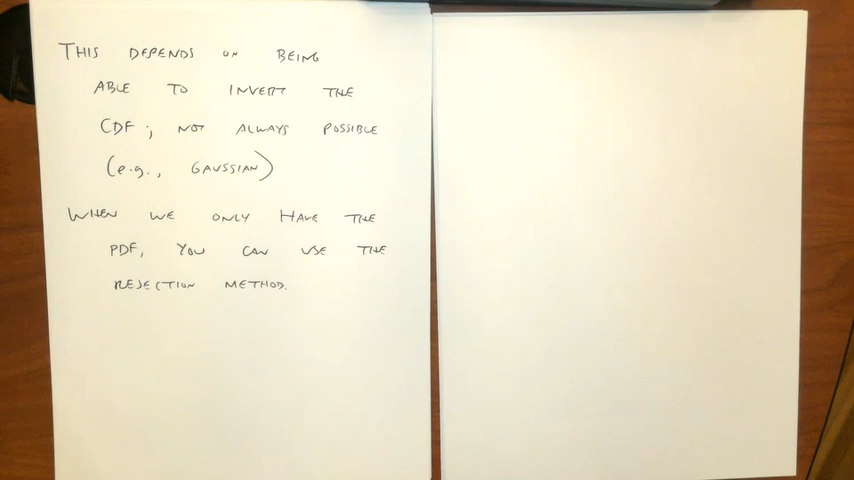 THIS DEPENDS ON BEING
ABLE TO INVERT THE
CDF; NOT ALWAYS POSSIBLE
(e.g., GAUSSIAN)
WHEN WE ONLY HAVE THE
PDF, YOU CAN USE THE
REJECTION METHOD.